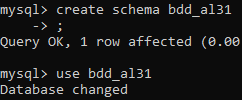 mysql> create schema bdd_al31
    -> ;
Query OK, 1 row affected (0.00

mysql> use bdd_al31
Database changed